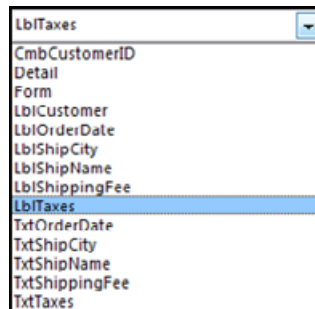 LblTaxes
CmbCustomerID
Detail
Form
LblCustomer
LblOrderDate
LblShipCity
LblShipName
LblShippingFee
LblTaxes
TxtOrderDate
TxtShipCity
TxtShipName
TxtShippingFee
TxtTaxes